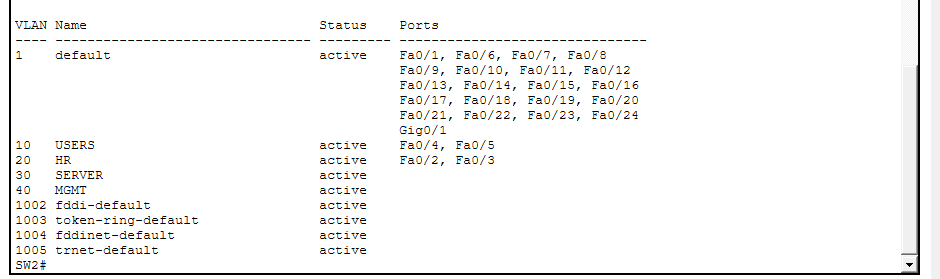 VLAN Name                             Status    Ports
---- -------------------------------- --------- -------------------------------
1    default                          active    Fa0/1, Fa0/6, Fa0/7, Fa0/8
                                                Fa0/9, Fa0/10, Fa0/11, Fa0/12
                                                Fa0/13, Fa0/14, Fa0/15, Fa0/16
                                                Fa0/17, Fa0/18, Fa0/19, Fa0/20
                                                Fa0/21, Fa0/22, Fa0/23, Fa0/24
                                                Gig0/1
10   USERS                            active    Fa0/4, Fa0/5
20   HR                               active    Fa0/2, Fa0/3
30   SERVER                           active
40   MGMT                             active
1002 fddi-default                     active
1003 token-ring-default               active
1004 fddinet-default                  active
1005 trnet-default                    active
SW2#